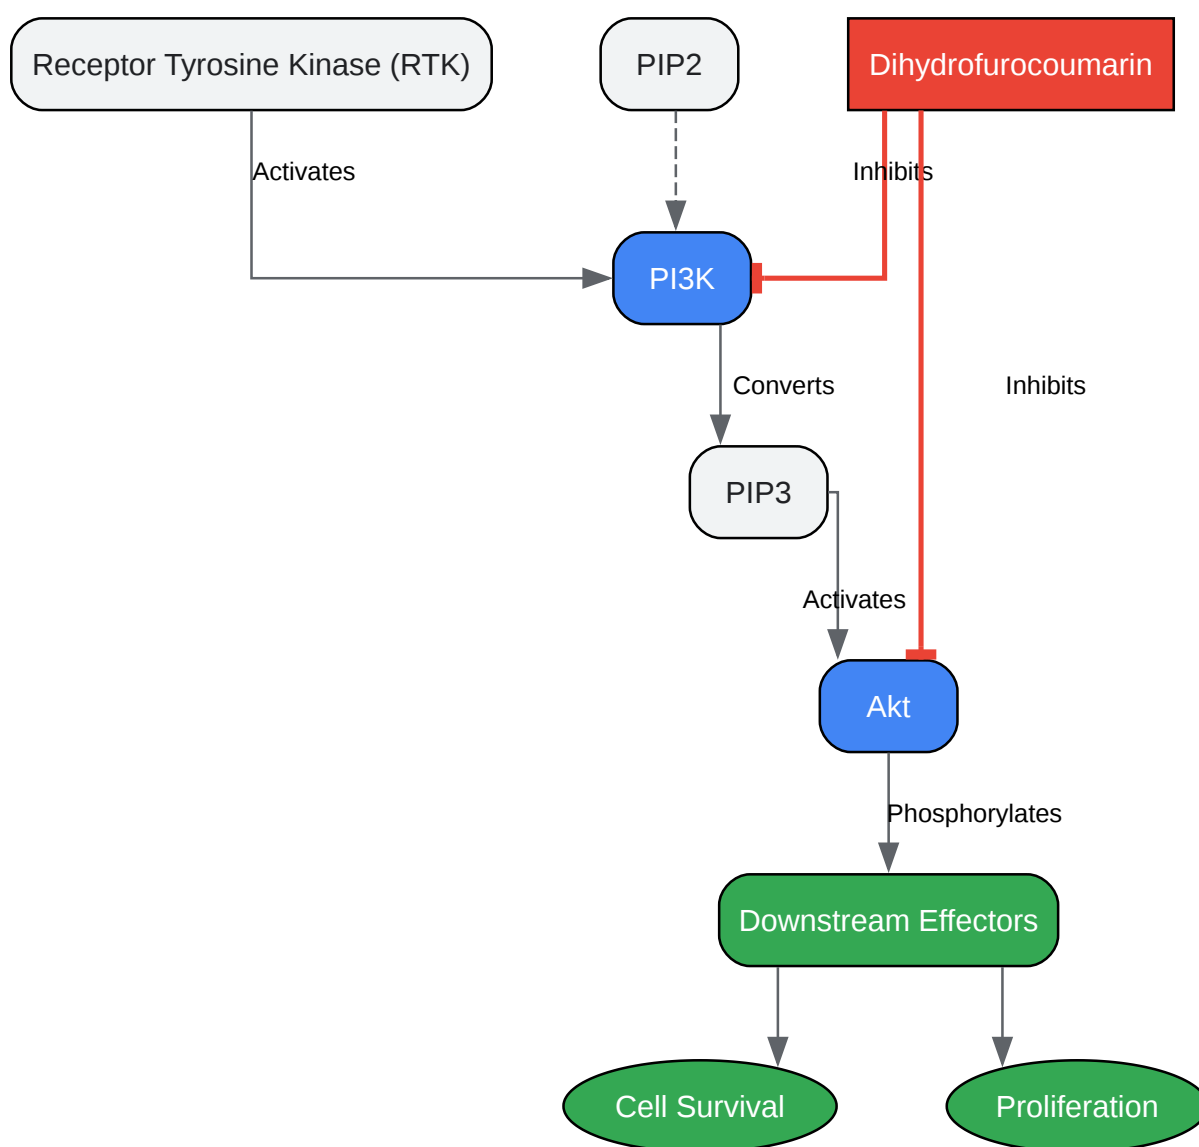 Receptor Tyrosine Kinase (RTK)
PIP2
Dihydrofurocoumarin
Activates
Inhibits
PI3K
Converts
Inhibits
PIP3
Activates
Akt
Phosphorylates
Downstream Effectors
Cell Survival
Proliferation